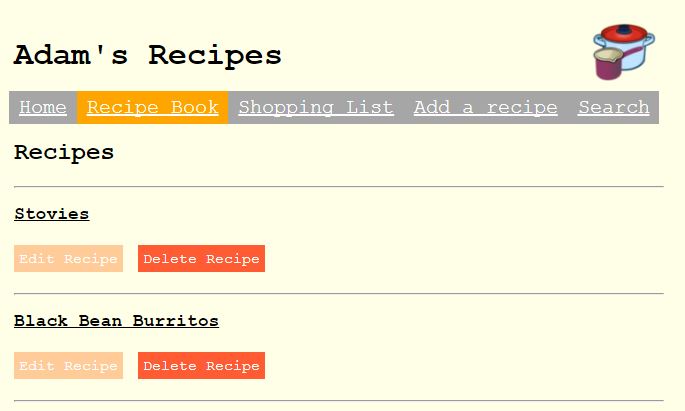 Adam's Recipes
Home Recipe Book Shopping List Add a recipe Search
Recipes
Stovies
Edit Recipe Delete Recipe
Black Bean Burritos
Edit Recipe Delete Recipe